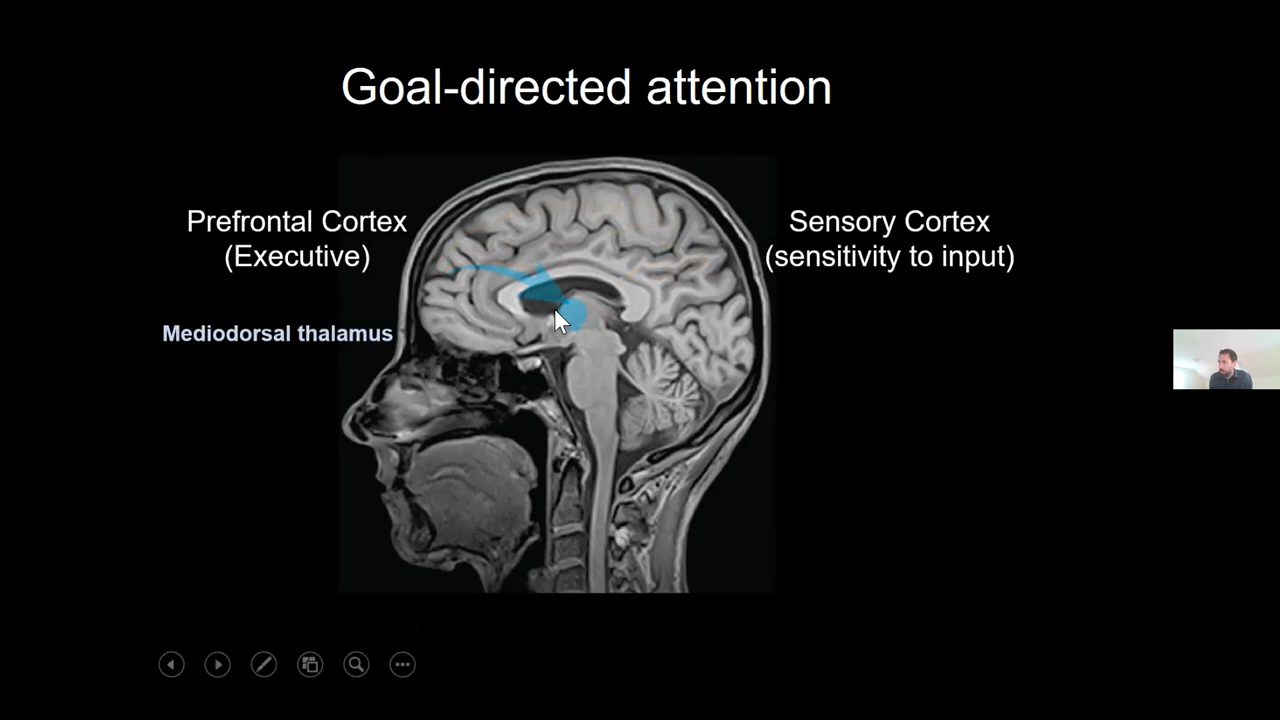 Goal-directed attention
Prefrontal Cortex
(Executive)
Sensory Cortex
(sensitivity to input)
Mediodorsal thalamus